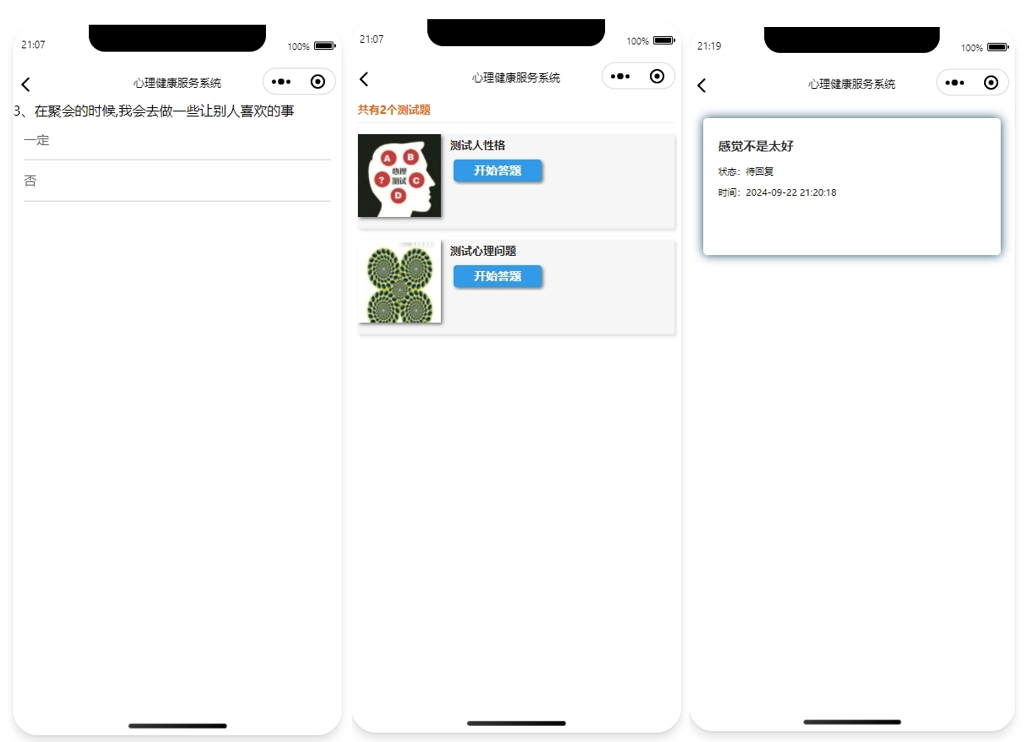 21:07
100%
心理健康服务系统
3、在聚会的时候,我会去做一些让别人喜欢的事
一定
否
21:07
100%
心理健康服务系统
共有2个测试题
A
B
?
心理
测试
C
D
测试人性格
开始答题
测试心理问题
开始答题
21:19
100%
心理健康服务系统
感觉不是太好
状态：待回复
时间：2024-09-22 21:20:18